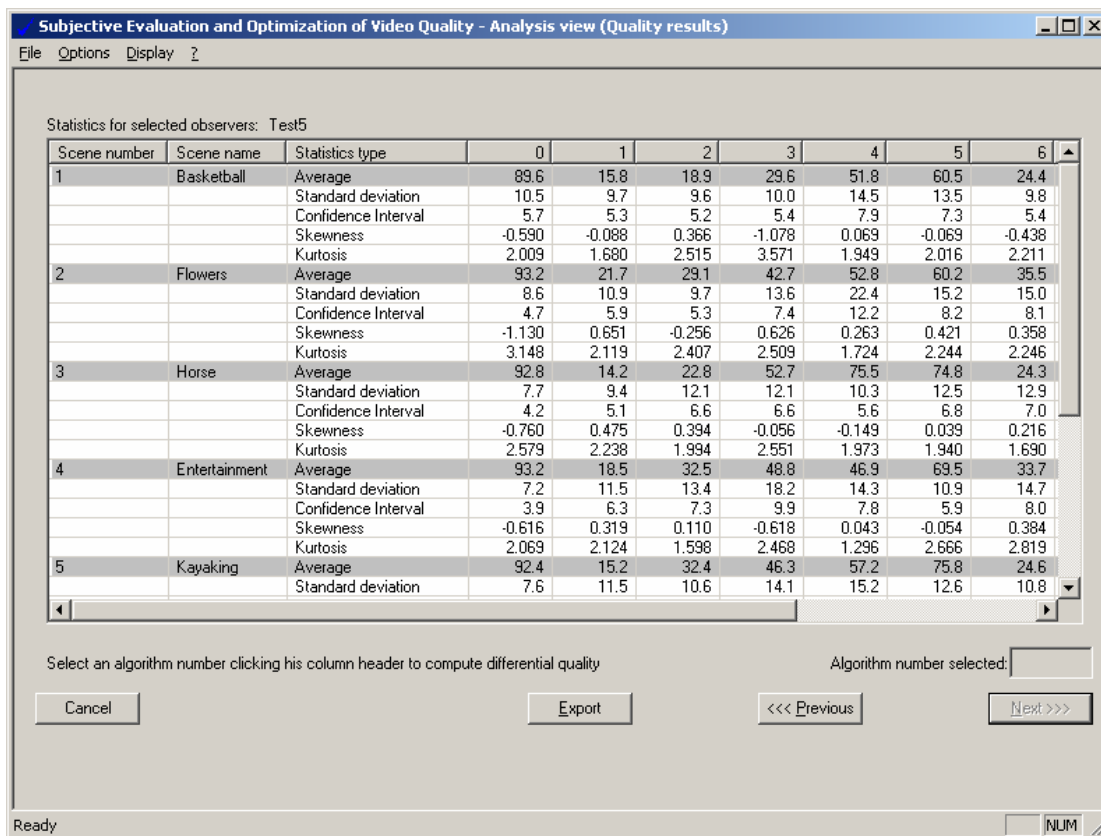 Subjective Evaluation and Optimization of Video Quality - Analysis view (Quality results)
File Options Display ?
Statistics for selected observers: Test5
Scene number Scene name Statistics type 0 1 2 3 4 5 6
1 Basketball Average 89.6 15.8 18.9 29.6 51.8 60.5 24.4
Standard deviation 10.5 9.7 9.6 10.0 14.5 13.5 9.8
Confidence Interval 5.7 5.3 5.2 5.4 7.9 7.3 5.4
Skewness -0.590 -0.088 0.366 -1.078 0.069 -0.069 -0.438
Kurtosis 2.009 1.680 2.515 3.571 1.949 2.016 2.211
2 Flowers Average 93.2 21.7 29.1 42.7 52.8 60.2 35.5
Standard deviation 8.6 10.9 9.7 13.6 22.4 15.2 15.0
Confidence Interval 4.7 5.9 5.3 7.4 12.2 8.2 8.1
Skewness -1.130 0.651 -0.256 0.626 0.263 0.421 0.358
Kurtosis 3.148 2.119 2.407 2.509 1.724 2.244 2.246
3 Horse Average 92.8 14.2 22.8 52.7 75.5 74.8 24.3
Standard deviation 7.7 9.4 12.1 12.1 10.3 12.5 12.9
Confidence Interval 4.2 5.1 6.6 6.6 5.6 6.8 7.0
Skewness -0.760 0.475 0.394 -0.056 -0.149 0.039 0.216
Kurtosis 2.579 2.238 1.994 2.551 1.973 1.940 1.690
4 Entertainment Average 93.2 18.5 32.5 48.8 46.9 69.5 33.7
Standard deviation 7.2 11.5 13.4 18.2 14.3 10.9 14.7
Confidence Interval 3.9 6.3 7.3 9.9 7.8 5.9 8.0
Skewness -0.616 0.319 0.110 -0.618 0.043 -0.054 0.384
Kurtosis 2.069 2.124 1.598 2.468 1.296 2.666 2.819
5 Kayaking Average 92.4 15.2 32.4 46.3 57.2 75.8 24.6
Standard deviation 7.6 11.5 10.6 14.1 15.2 12.6 10.8
Select an algorithm number clicking his column header to compute differential quality Algorithm number selected:
Cancel Export <<< Previous Next >>>
Ready NUM